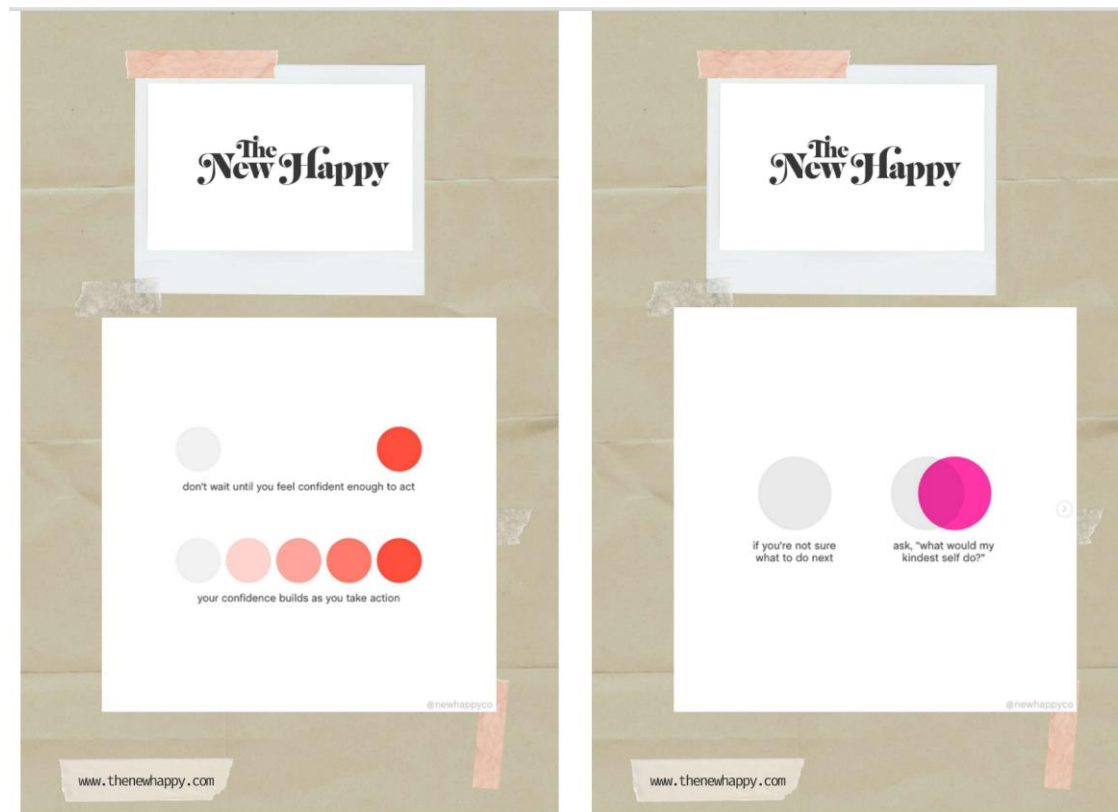 The
New Happy
don't wait until you feel confident enough to act
your confidence builds as you take action
@newhappyco
www.thenewhappy.com
The
New Happy
if you're not sure
what to do next
ask, "what would my
kindest self do?"
@newhappyco
www.thenewhappy.com